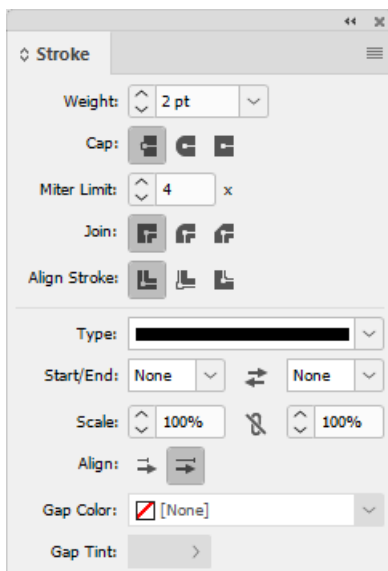 Stroke
Weight: 2 pt
Cap:
Miter Limit: 4 x
Join:
Align Stroke:
Type:
Start/End: None None
Scale: 100% 100%
Align:
Gap Color: [None]
Gap Tint: